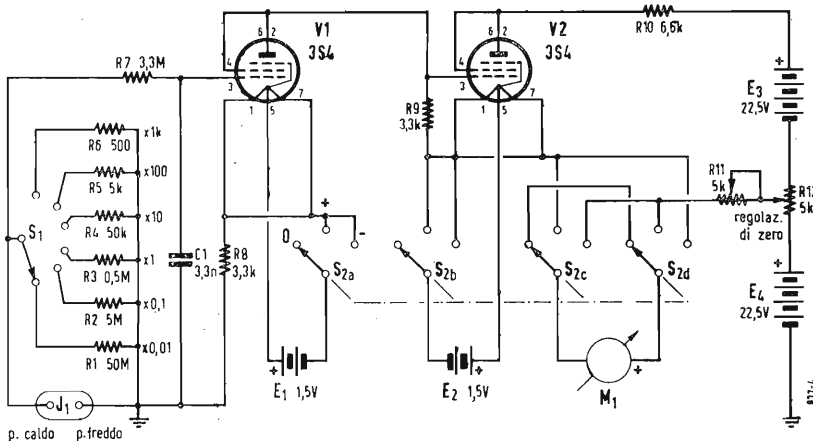 V1
3S4
V2
3S4
R10 6,6k
6 2
4
3
1 5 7
6 2
4
3
1 5 7
R7 3,3M
R9
3,3k
E3
22,5V
+
R6 500
x1k
R5 5k
x100
R4 50k
x10
R3 0,5M
x1
R2 5M
x0,1
R1 50M
x0,01
S1
C1
3,3n
R8
3,3k
0
+
-
S2a
S2b
S2c
S2d
R11
5k
R12
5k
regolaz.
di zero
+
E4
22,5V
+
E1 1,5V
+
E2 1,5V
M1
+
J1
p. caldo
p. freddo